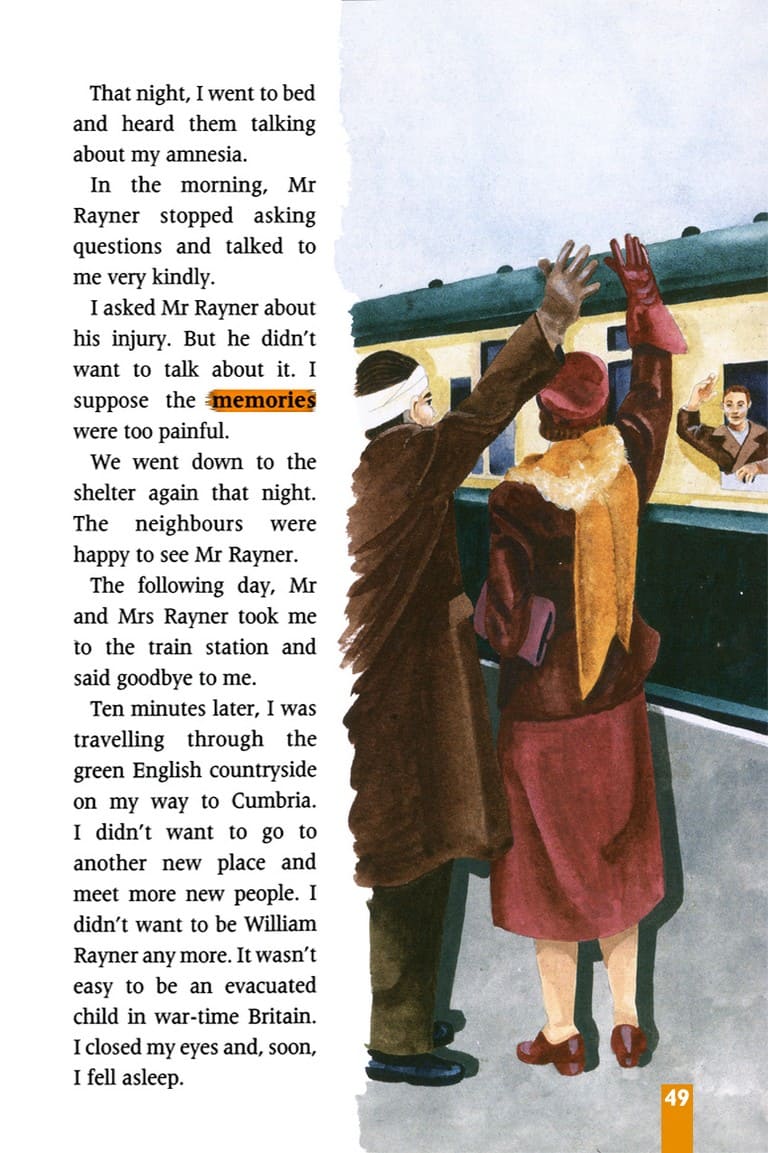 That night, I went to bed
and heard them talking
about my amnesia.
In the morning, Mr
Rayner stopped asking
questions and talked to
me very kindly.
I asked Mr Rayner about
his injury. But he didn't
want to talk about it. I
suppose the memories
were too painful.
We went down to the
shelter again that night.
The neighbours were
happy to see Mr Rayner.
The following day, Mr
and Mrs Rayner took me
to the train station and
said goodbye to me.
Ten minutes later, I was
travelling through the
green English countryside
on my way to Cumbria.
I didn't want to go to
another new place and
meet more new people. I
didn't want to be William
Rayner any more. It wasn't
easy to be an evacuated
child in war-time Britain.
I closed my eyes and, soon,
I fell asleep.
49